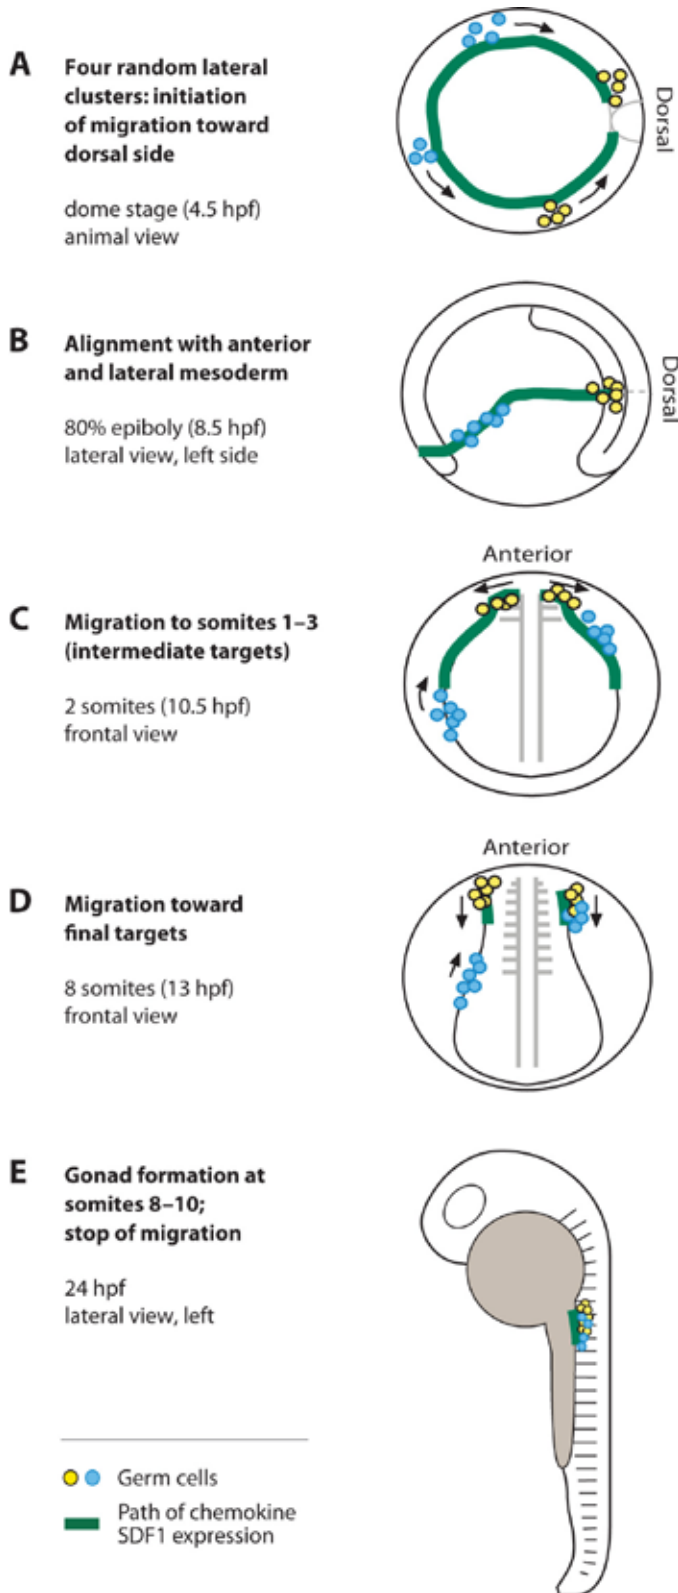 A
Four random lateral
clusters: initiation
of migration toward
dorsal side
dome stage (4.5 hpf)
animal view
Dorsal
B
Alignment with anterior
and lateral mesoderm
80% epiboly (8.5 hpf)
lateral view, left side
Dorsal
Anterior
C
Migration to somites 1–3
(intermediate targets)
2 somites (10.5 hpf)
frontal view
Anterior
D
Migration toward
final targets
8 somites (13 hpf)
frontal view
E
Gonad formation at
somites 8–10;
stop of migration
24 hpf
lateral view, left
Germ cells
Path of chemokine
SDF1 expression